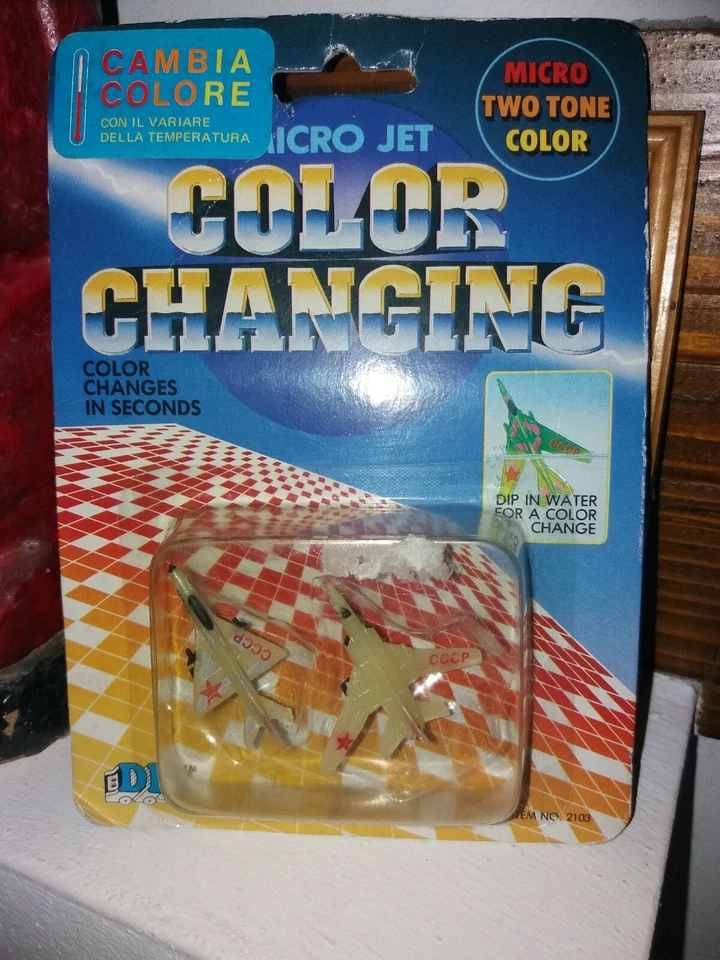 CAMBIA
COLORE
CON IL VARIARE
DELLA TEMPERATURA
MICRO
TWO TONE
COLOR
MICRO JET
COLOR
CHANGING
COLOR
CHANGES
IN SECONDS
CCCP
DIP IN WATER
FOR A COLOR
CHANGE
CCCP
CCCP
ITEM NO. 2103